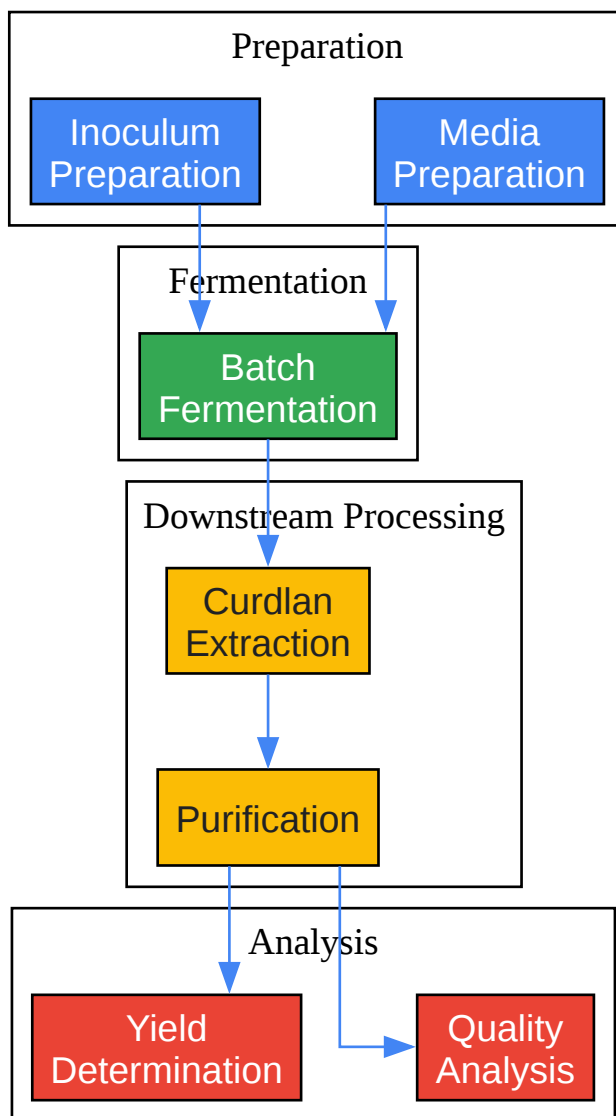 Preparation
Inoculum
Preparation
Media
Preparation
Fermentation
Batch
Fermentation
Downstream Processing
Curdlan
Extraction
Purification
Analysis
Yield
Determination
Quality
Analysis